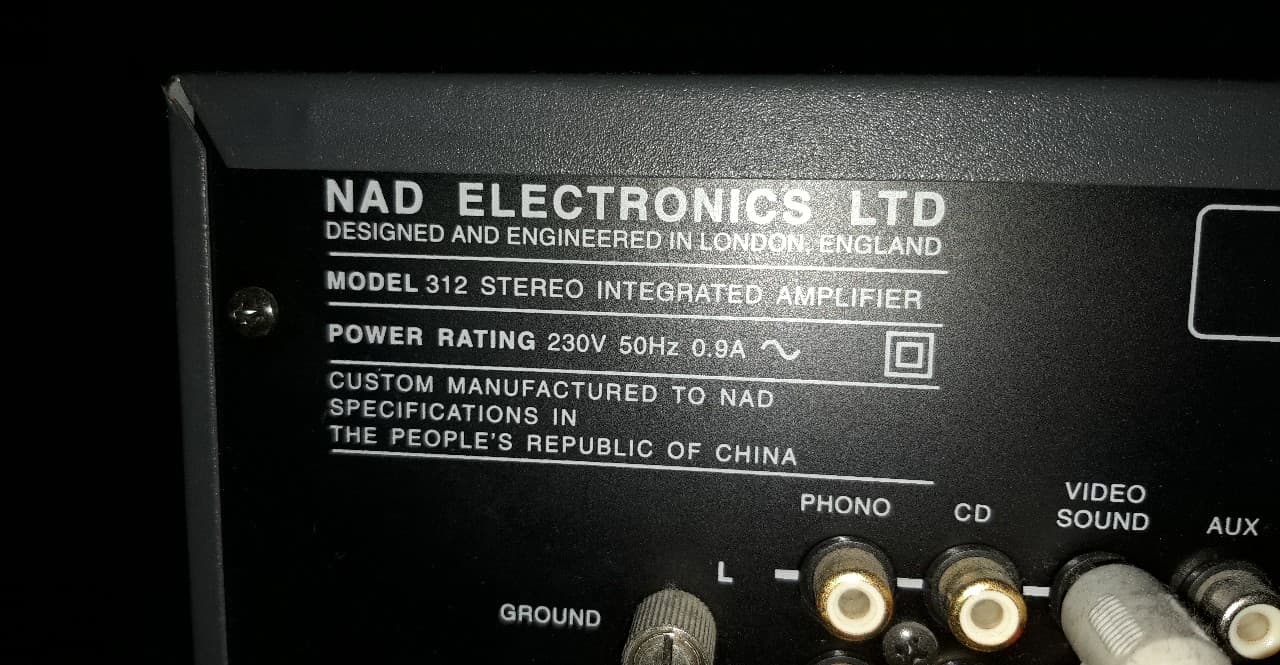 NAD ELECTRONICS LTD
DESIGNED AND ENGINEERED IN LONDON, ENGLAND
MODEL 312 STEREO INTEGRATED AMPLIFIER
POWER RATING 230V 50Hz 0.9A
CUSTOM MANUFACTURED TO NAD
SPECIFICATIONS IN
THE PEOPLE'S REPUBLIC OF CHINA
PHONO
CD
VIDEO
SOUND
AUX
L
GROUND